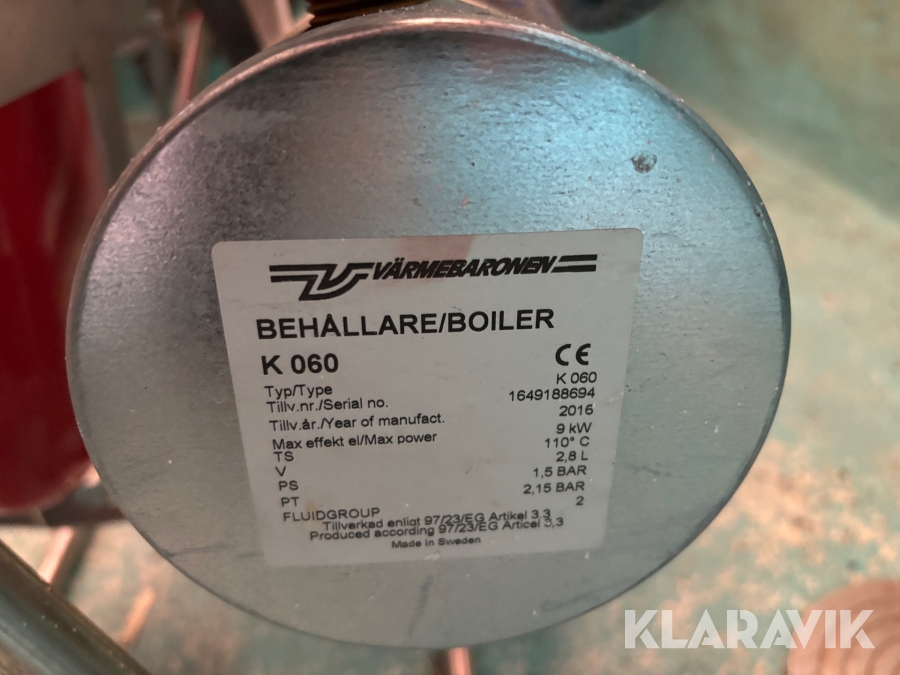 VÄRMEBARONEN
BEHÅLLARE/BOILER
K 060 CE
Typ/Type K 060
Tillv.nr./Serial no. 1649188694
Tillv.år./Year of manufact. 2016
Max effekt el/Max power 9 kW
TS 110° C
V 2,8 L
PS 1,5 BAR
PT 2,15 BAR
FLUIDGROUP 2
Tillverkad enligt 97/23/EG Artikel 3,3
Produced according 97/23/EG Articel 3,3
Made in Sweden
KLARAVIK